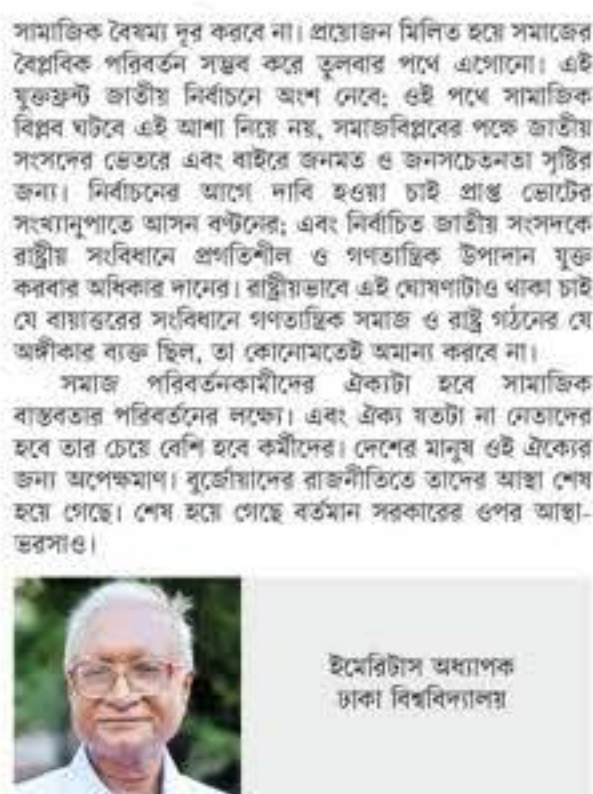 সামাজিক বৈষম্য দূর করবে না। প্রয়োজন মিলিত হয়ে সমাজের
বৈপ্লবিক পরিবর্তন সম্ভব করে তুলবার পথে এগোনো। এই
যুক্তফ্রন্ট জাতীয় নির্বাচনে অংশ নেবে; ওই পথে সামাজিক
বিপ্লব ঘটবে এই আশা নিয়ে নয়, সমাজবিপ্লবের পক্ষে জাতীয়
সংসদের ভেতরে এবং বাইরে জনমত ও জনসচেতনতা সৃষ্টির
জন্য। নির্বাচনের আগে দাবি হওয়া চাই প্রাপ্ত ভোটের
সংখ্যানুপাতে আসন বণ্টনের; এবং নির্বাচিত জাতীয় সংসদকে
রাষ্ট্রীয় সংবিধানে প্রগতিশীল ও গণতান্ত্রিক উপাদান যুক্ত
করবার অধিকার দানের। রাষ্ট্রীয়ভাবে এই ঘোষণাটাও থাকা চাই
যে বায়াত্তরের সংবিধানে গণতান্ত্রিক সমাজ ও রাষ্ট্র গঠনের যে
অঙ্গীকার ব্যক্ত ছিল, তা কোনোমতেই অমান্য করবে না।
সমাজ পরিবর্তনকামীদের ঐক্যটা হবে সামাজিক
বাস্তবতার পরিবর্তনের লক্ষ্যে। এবং ঐক্য যতটা না নেতাদের
হবে তার চেয়ে বেশি হবে কর্মীদের। দেশের মানুষ ওই ঐক্যের
জন্য অপেক্ষমাণ। বুর্জোয়াদের রাজনীতিতে তাদের আস্থা শেষ
হয়ে গেছে। শেষ হয়ে গেছে বর্তমান সরকারের ওপর আস্থা-
ভরসাও।
ইমেরিটাস অধ্যাপক
ঢাকা বিশ্ববিদ্যালয়